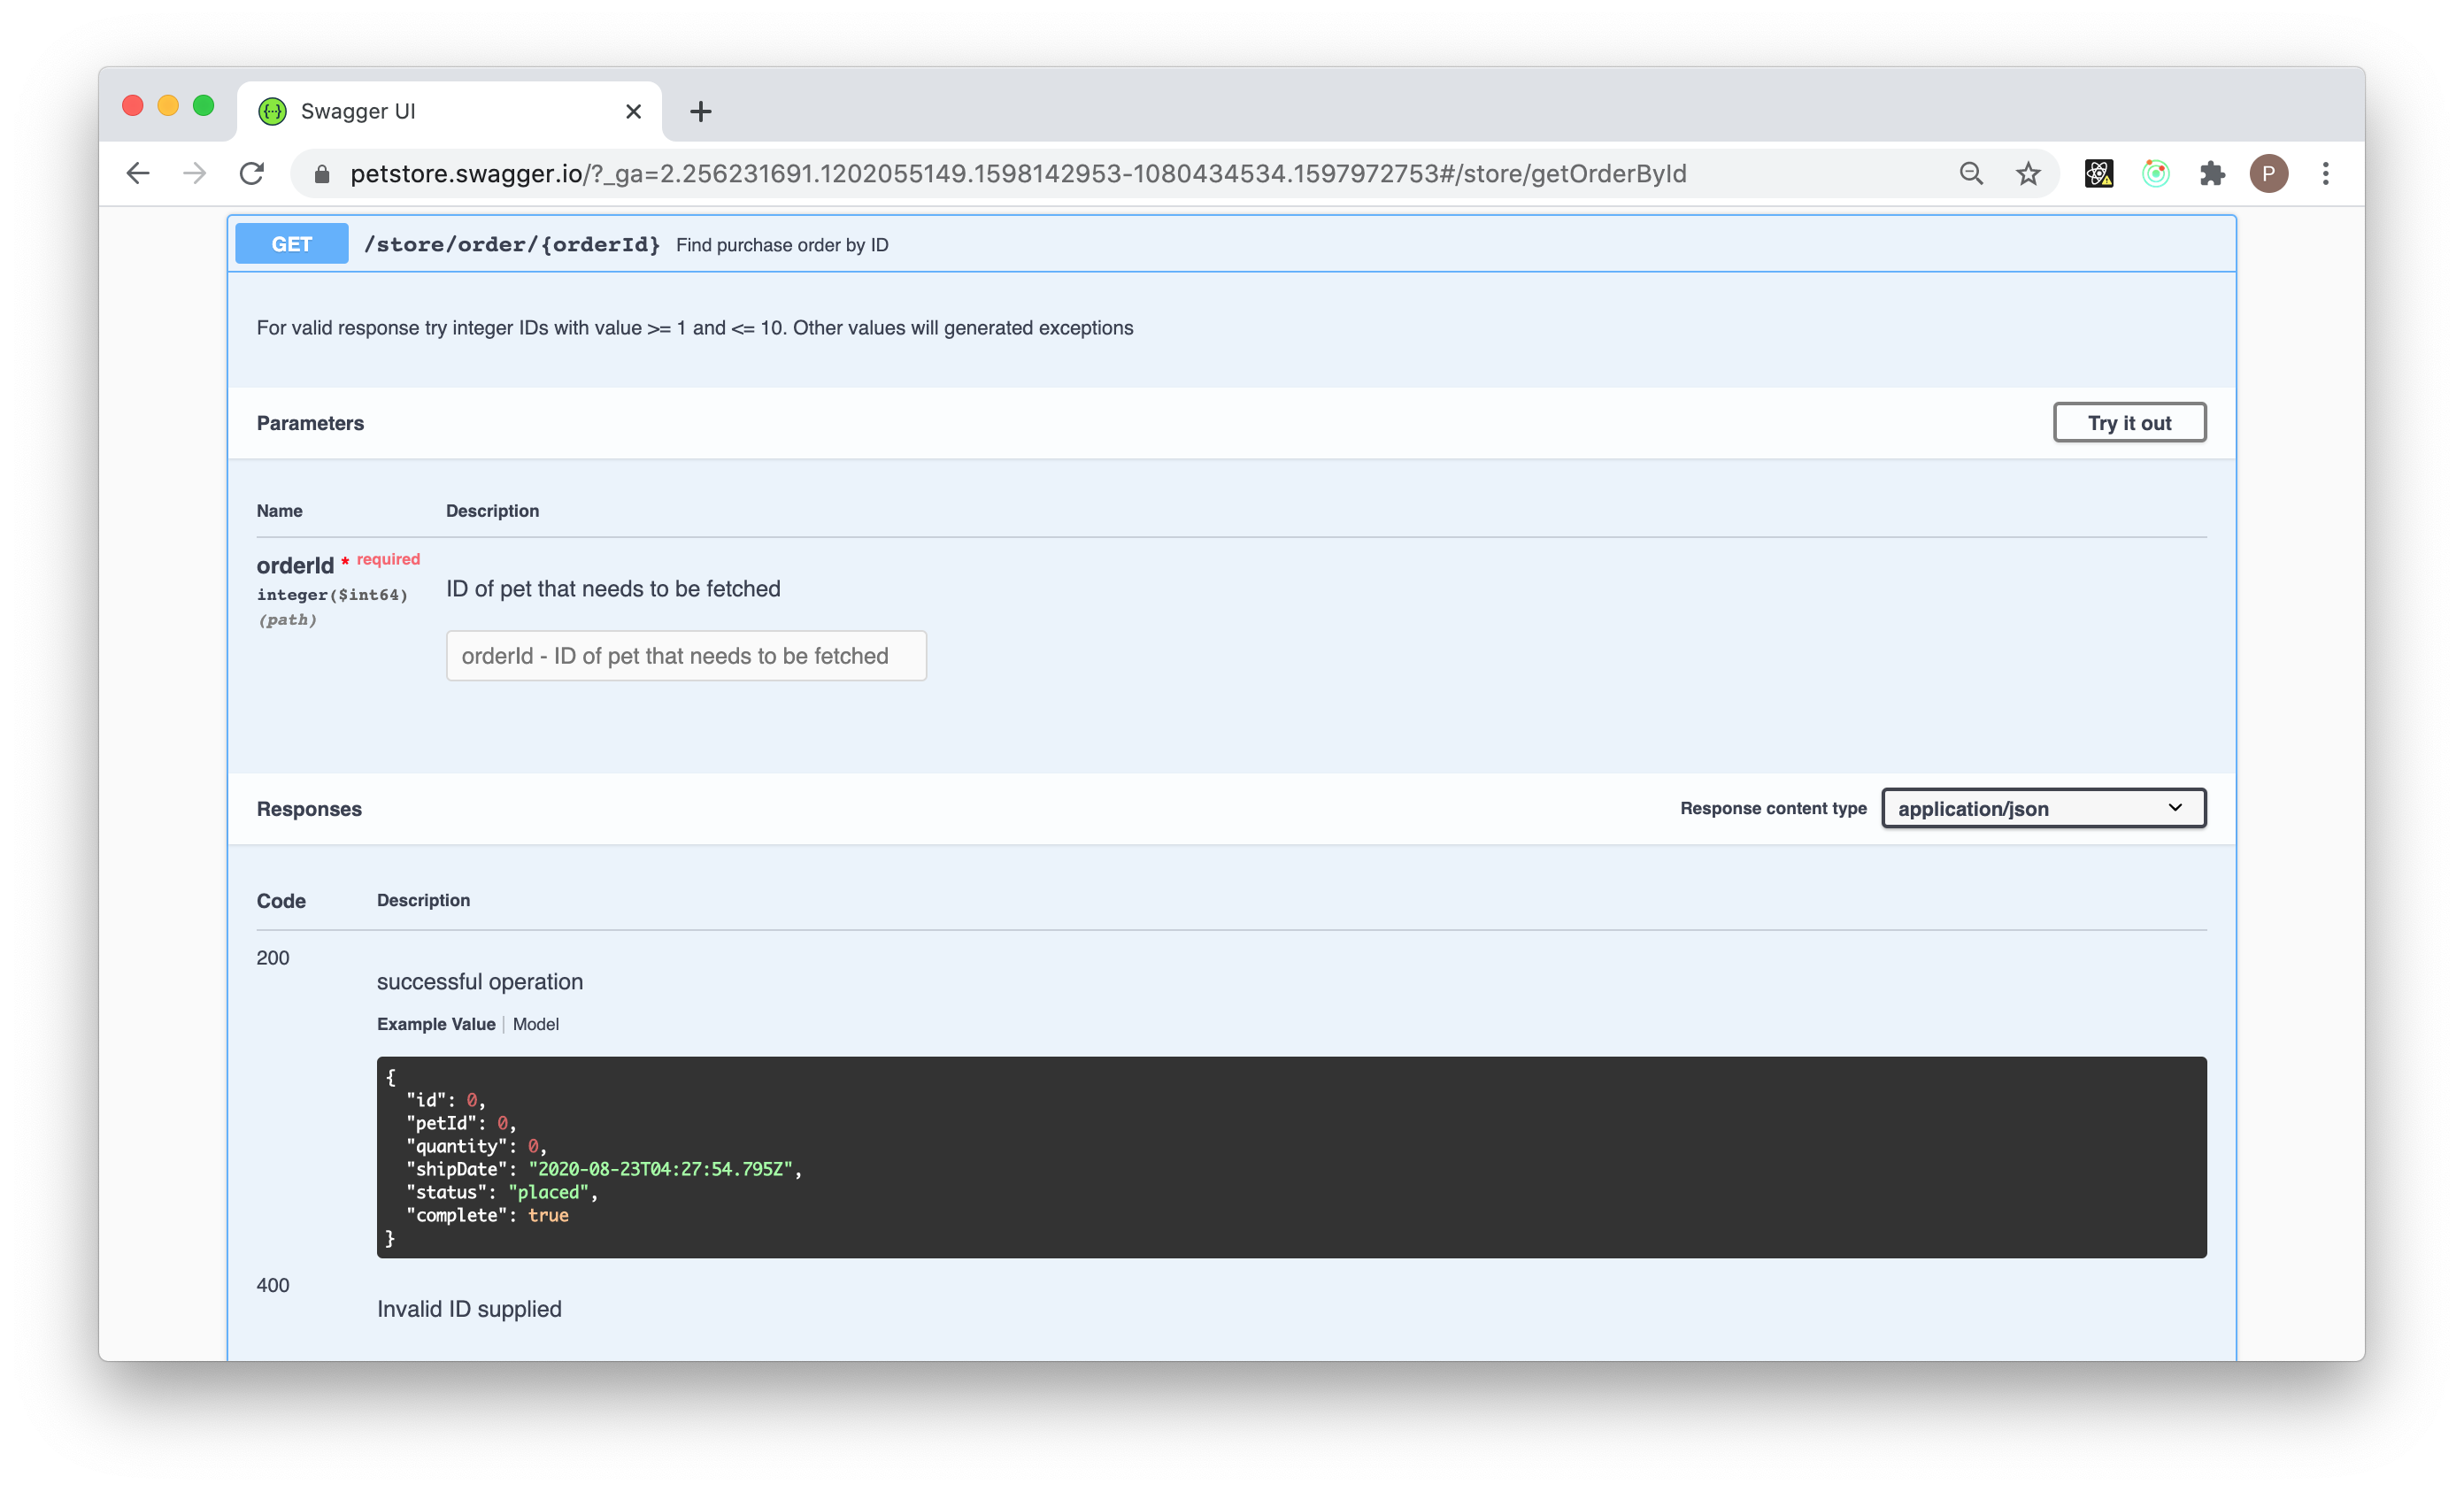 Swagger UI
petstore.swagger.io/?_ga=2.256231691.1202055149.1598142953-1080434534.1597972753#/store/getOrderById
P
GET /store/order/{orderId} Find purchase order by ID
For valid response try integer IDs with value >= 1 and <= 10. Other values will generated exceptions
Parameters Try it out
Name Description
orderId * required
integer($int64)
(path)
ID of pet that needs to be fetched
orderId - ID of pet that needs to be fetched
Responses Response content type application/json
Code Description
200
successful operation
Example Value Model
{
"id": 0,
"petId": 0,
"quantity": 0,
"shipDate": "2020-08-23T04:27:54.795Z",
"status": "placed",
"complete": true
}
400
Invalid ID supplied